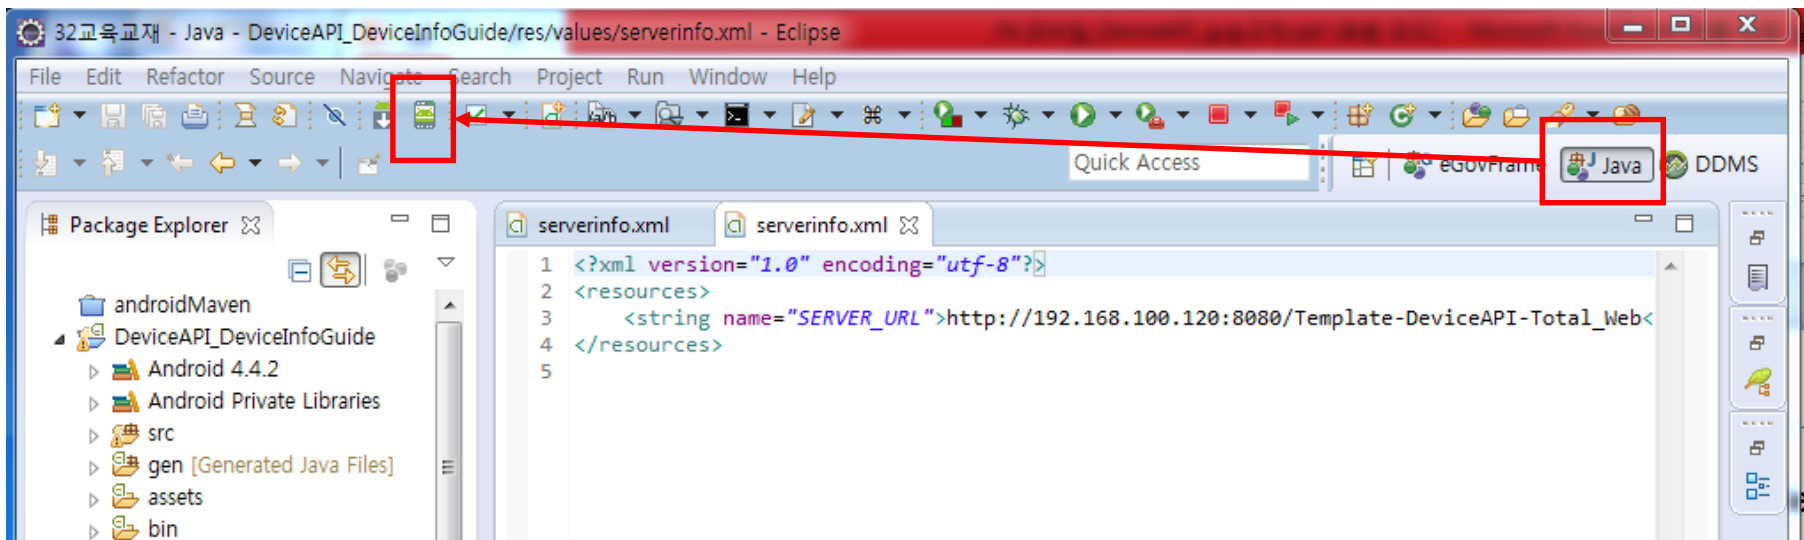 32교육교재 - Java - DeviceAPI_DeviceInfoGuide/res/values/serverinfo.xml - Eclipse
File Edit Refactor Source Navigate Search Project Run Window Help
Quick Access
eGovFrame
Java
DDMS
Package Explorer
serverinfo.xml
serverinfo.xml
androidMaven
DeviceAPI_DeviceInfoGuide
Android 4.4.2
Android Private Libraries
src
gen [Generated Java Files]
assets
bin
1 <?xml version="1.0" encoding="utf-8"?>
2 <resources>
3 <string name="SERVER_URL">http://192.168.100.120:8080/Template-DeviceAPI-Total_Web<
4 </resources>
5